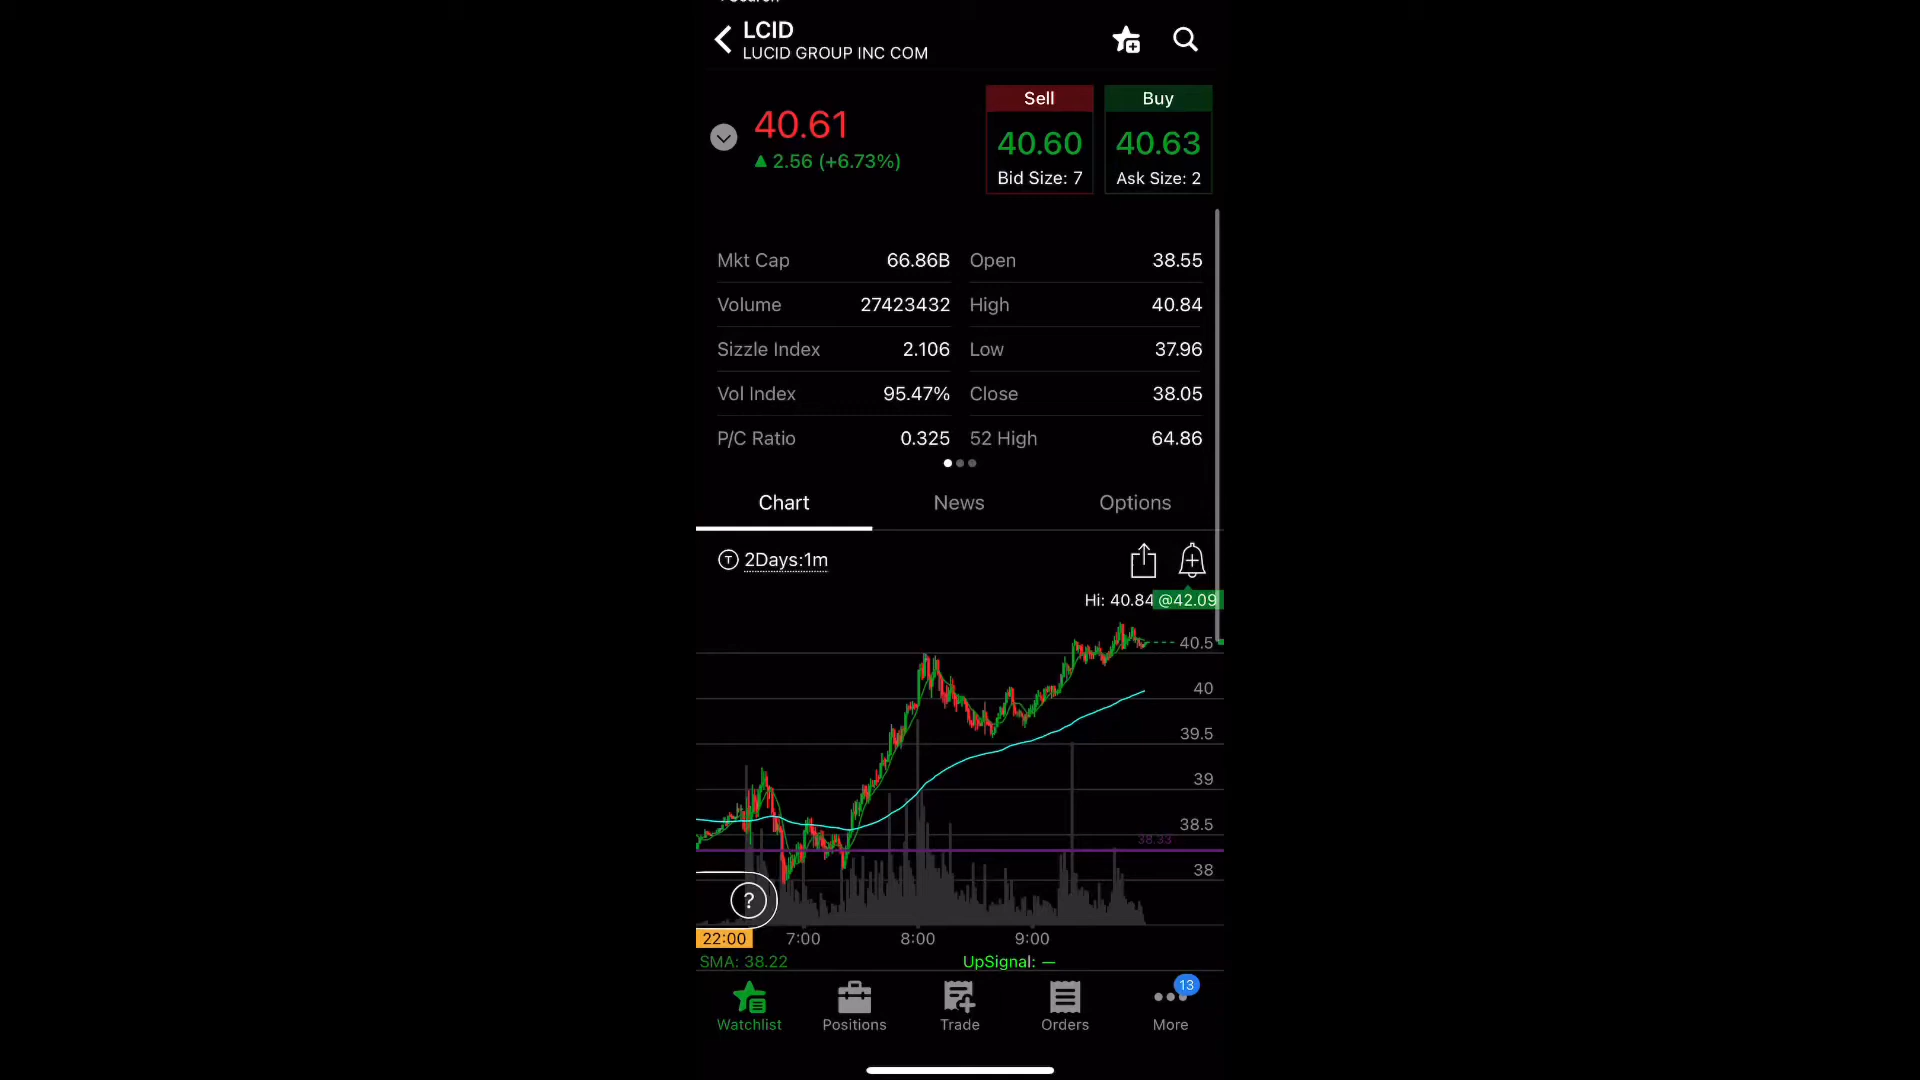 LCID
LUCID GROUP INC COM
40.61
2.56 (+6.73%)
Sell
40.60
Bid Size: 7
Buy
40.63
Ask Size: 2
Mkt Cap 66.86B Open 38.55
Volume 27423432 High 40.84
Sizzle Index 2.106 Low 37.96
Vol Index 95.47% Close 38.05
P/C Ratio 0.325 52 High 64.86
Chart News Options
T 2Days:1m
Hi: 40.84 @42.09
40.5
40
39.5
39
38.5
38.33
38
?
22:00 7:00 8:00 9:00
SMA: 38.22 UpSignal: —
13
Watchlist Positions Trade Orders More